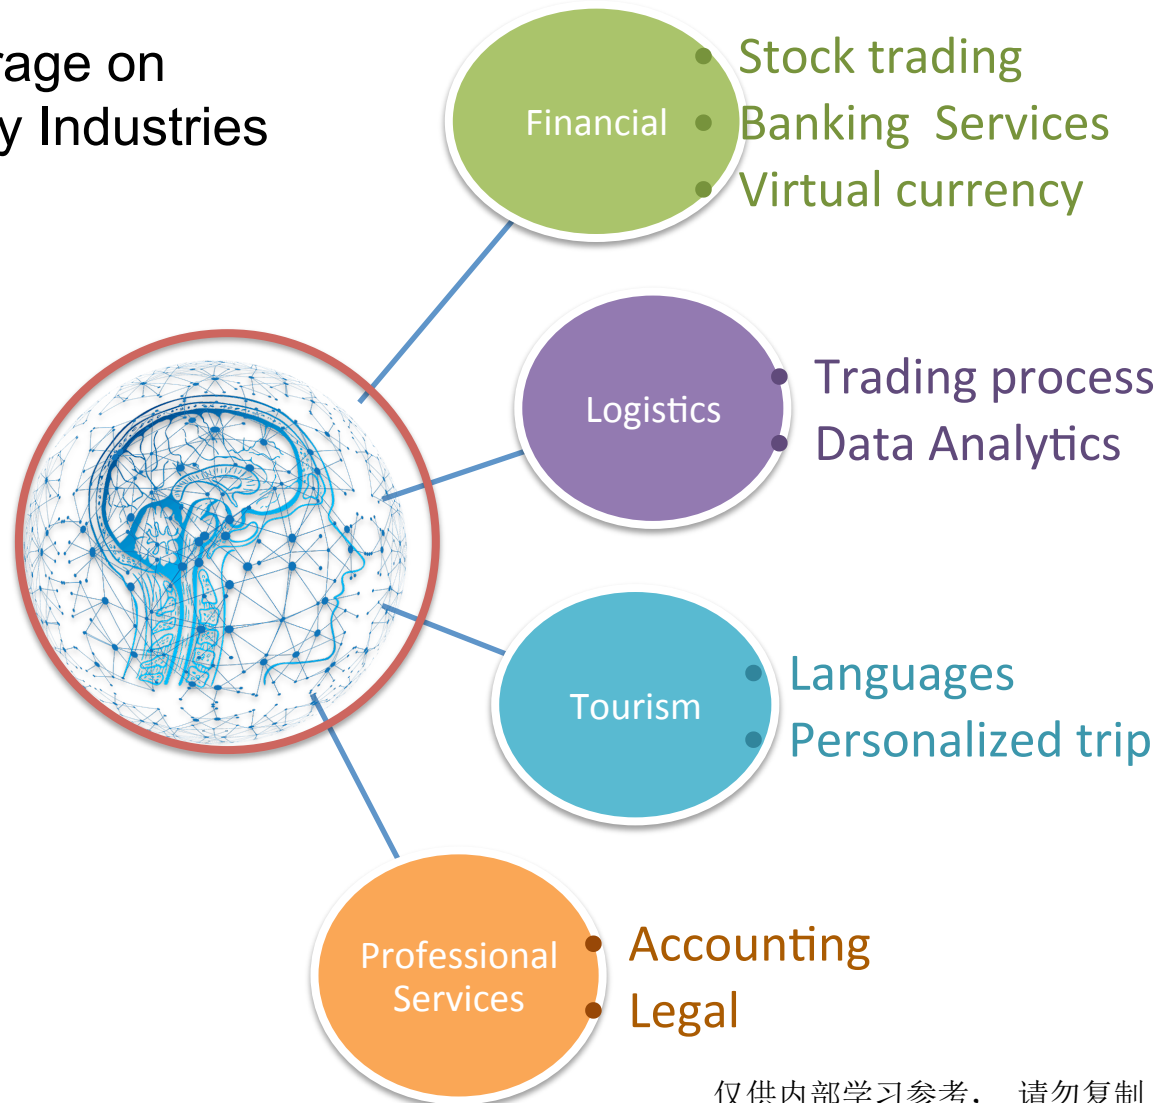 rage on
y Industries
Financial
Stock trading
Banking Services
Virtual currency
Logistics
Trading process
Data Analytics
Tourism
Languages
Personalized trip
Professional
Services
Accounting
Legal
仅供内部学习参考， 请勿复制